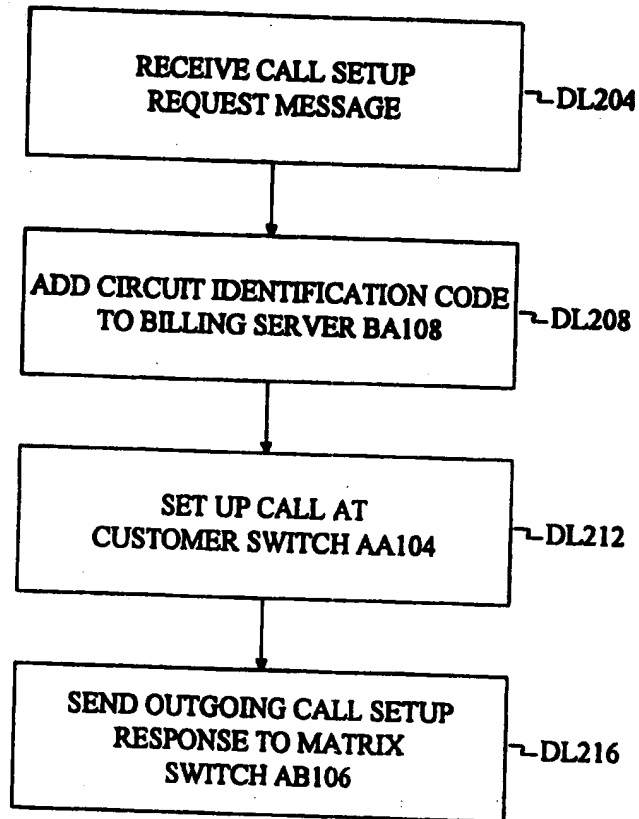 RECEIVE CALL SETUP
REQUEST MESSAGE
DL204
ADD CIRCUIT IDENTIFICATION CODE
TO BILLING SERVER BA108
DL208
SET UP CALL AT
CUSTOMER SWITCH AA104
DL212
SEND OUTGOING CALL SETUP
RESPONSE TO MATRIX
SWITCH AB106
DL216